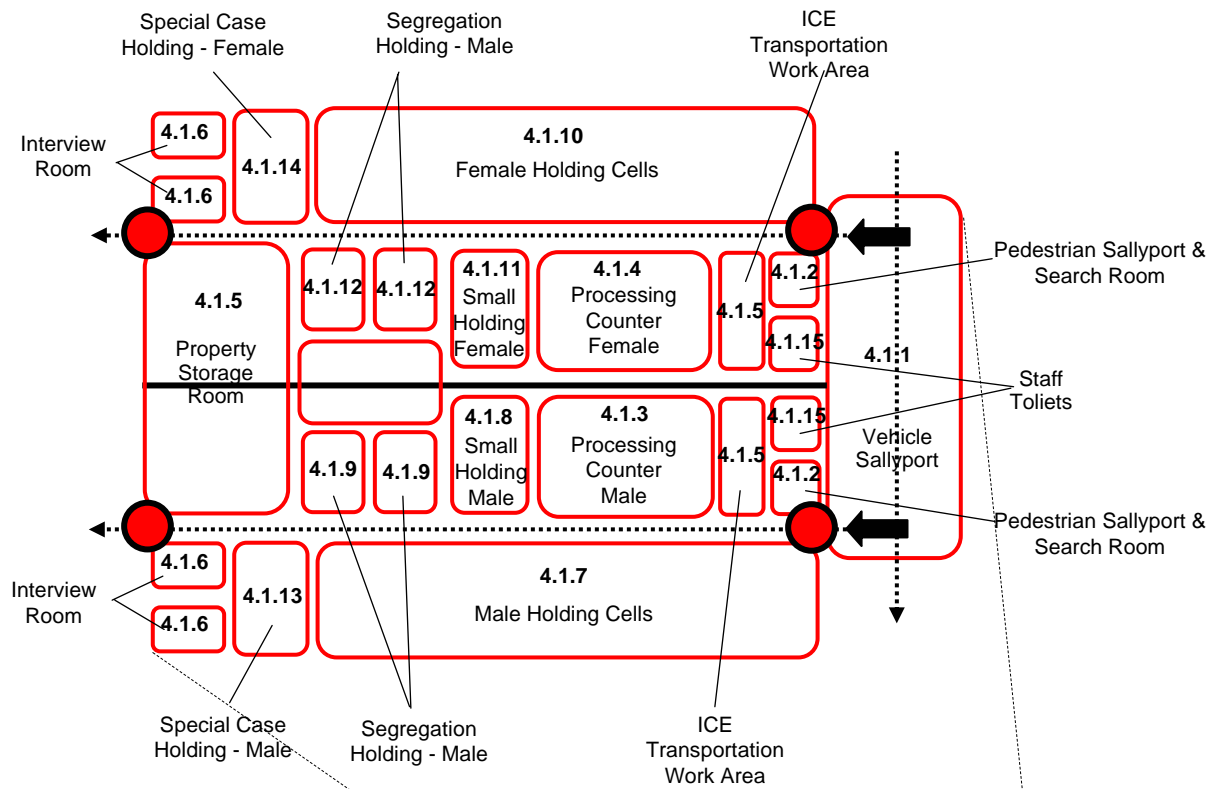 Special Case
Holding - Female
Segregation
Holding - Male
ICE
Transportation
Work Area
Interview
Room
4.1.6
4.1.6
4.1.14
4.1.10
Female Holding Cells
Pedestrian Sallyport &
Search Room
4.1.5
Property
Storage
Room
4.1.12
4.1.12
4.1.11
Small
Holding
Female
4.1.4
Processing
Counter
Female
4.1.5
4.1.2
4.1.15
4.1.1
Vehicle
Sallyport
Staff
Toliets
4.1.9
4.1.9
4.1.8
Small
Holding
Male
4.1.3
Processing
Counter
Male
4.1.5
4.1.15
4.1.2
Pedestrian Sallyport &
Search Room
Interview
Room
4.1.6
4.1.6
4.1.13
4.1.7
Male Holding Cells
Special Case
Holding - Male
Segregation
Holding - Male
ICE
Transportation
Work Area